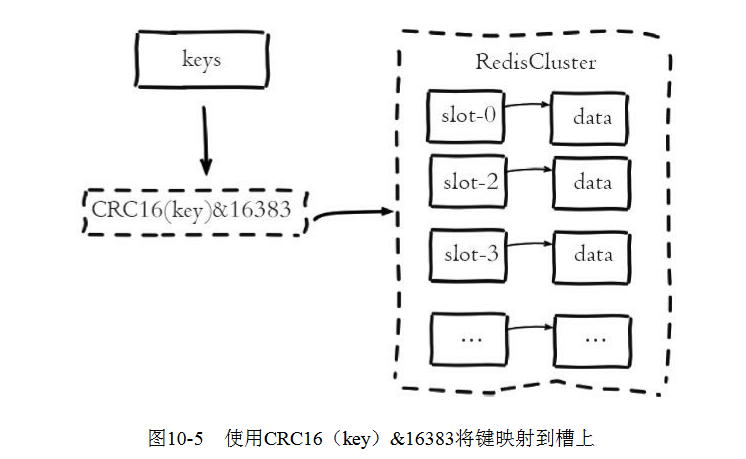 keys
CRC16(key)&16383
RedisCluster
slot-0
data
slot-2
data
slot-3
data
...
...
图10-5 使用CRC16（key）&16383将键映射到槽上